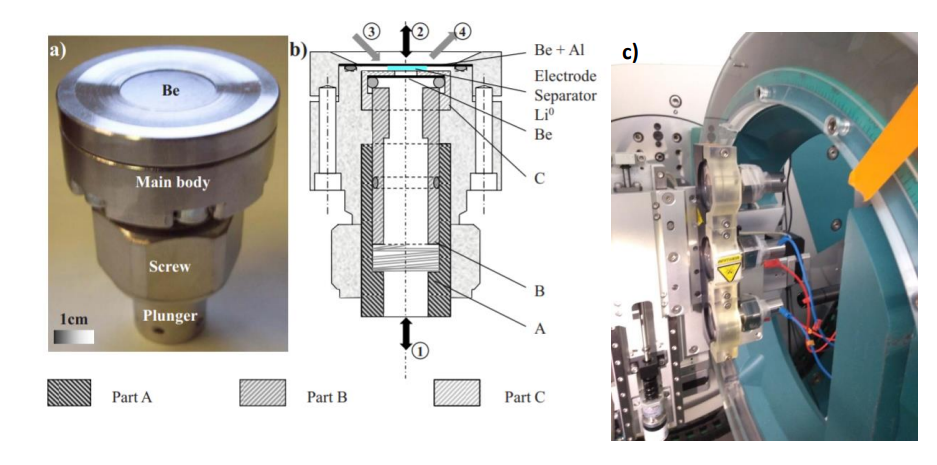 a)
Be
Main body
Screw
Plunger
1cm
b)
3
2
4
Be + Al
Electrode
Separator
Li⁰
Be
C
B
A
1
Part A
Part B
Part C
c)